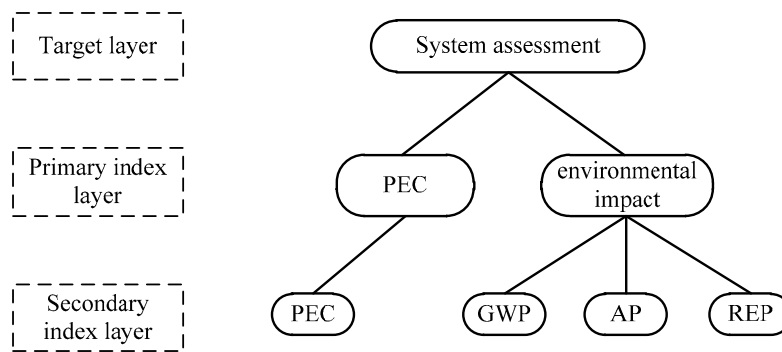 Target layer
System assessment
Primary index
layer
PEC
environmental
impact
Secondary
index layer
PEC
GWP
AP
REP